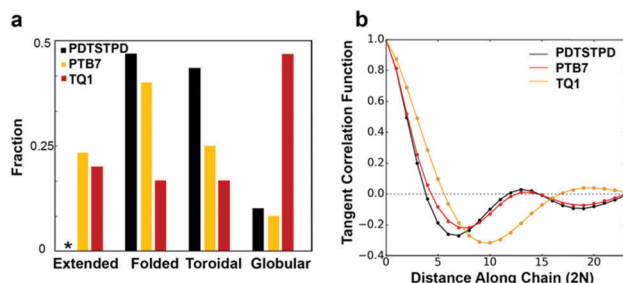 a
0.5
0.25
0
Fraction
PDTSTPD
PTB7
TQ1
*
Extended Folded Toroidal Globular
b
1.0
0.8
0.6
0.4
0.2
0.0
−0.2
−0.4
Tangent Correlation Function
PDTSTPD
PTB7
TQ1
0 5 10 15 20
Distance Along Chain (2N)